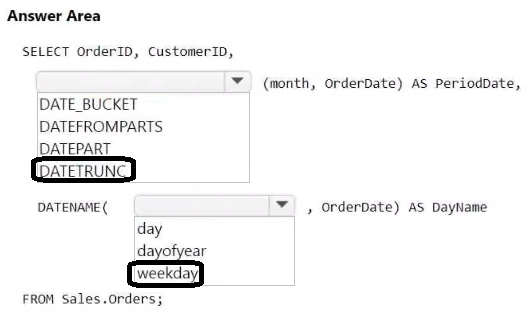 Answer Area
SELECT OrderID, CustomerID,
(month, OrderDate) AS PeriodDate,
DATE_BUCKET
DATEFROMPARTS
DATEPART
DATETRUNC
DATENAME( , OrderDate) AS DayName
day
dayofyear
weekday
FROM Sales.Orders;